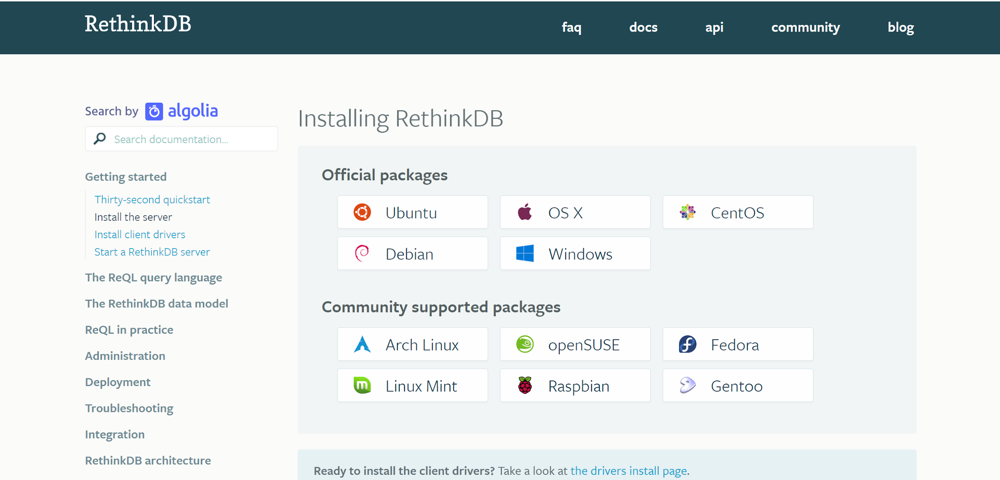 RethinkDB
faq docs api community blog
Search by algolia
Search documentation...
Getting started
Thirty-second quickstart
Install the server
Install client drivers
Start a RethinkDB server
The ReQL query language
The RethinkDB data model
ReQL in practice
Administration
Deployment
Troubleshooting
Integration
RethinkDB architecture
Installing RethinkDB
Official packages
Ubuntu OS X CentOS
Debian Windows
Community supported packages
Arch Linux openSUSE Fedora
Linux Mint Raspbian Gentoo
Ready to install the client drivers? Take a look at the drivers install page.